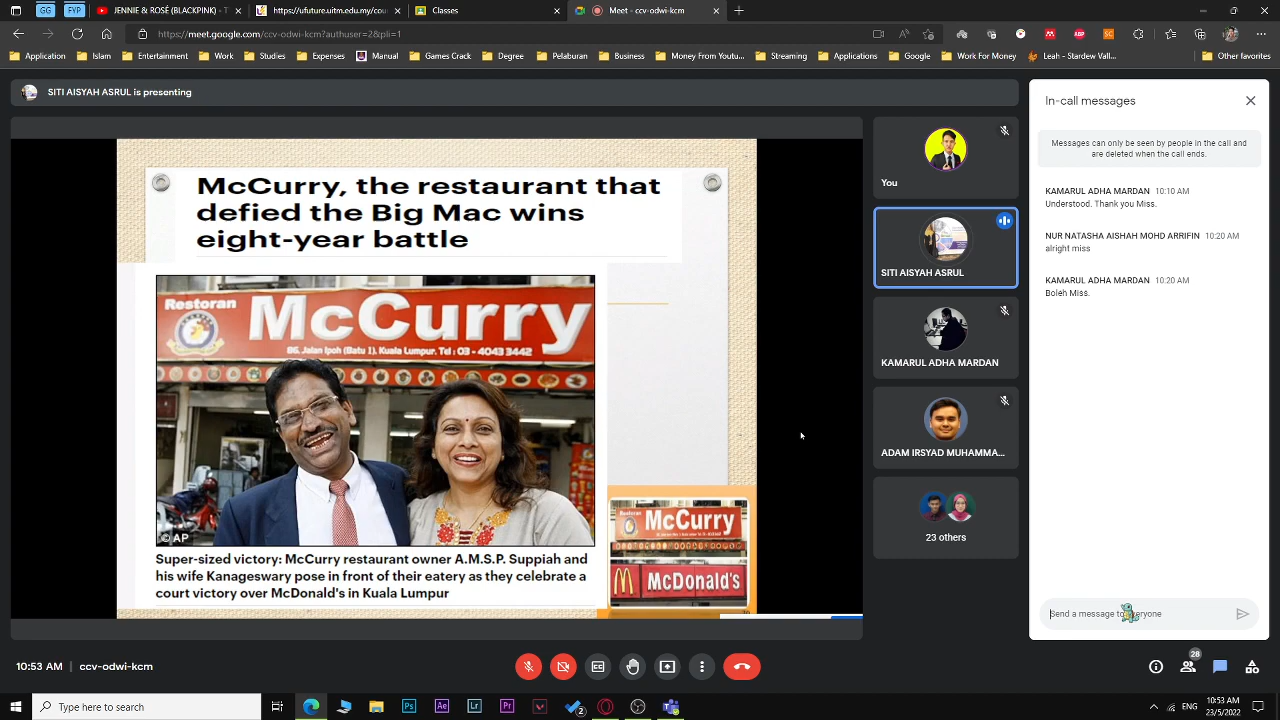 GG
FYP
JENNIE & ROSÉ (BLACKPINK) - T
https://ufuture.uitm.edu.my/cou
Classes
Meet - ccv-odwi-kcm
https://meet.google.com/ccv-odwi-kcm?authuser=2&pli=1
Application
Islam
Entertainment
Work
Studies
Expenses
Manual
Games Crack
Degree
Pelaburan
Business
Money From Youtu...
Streaming
Applications
Google
Work For Money
Leah - Stardew Vall...
Other favorites
SITI AISYAH ASRUL is presenting
McCurry, the restaurant that
defied the Big Mac wins
eight-year battle
Restoran
McCurry
85, Jalan Ipoh (Batu 1), Kuala Lumpur, Tel : 03 - 4043 3442
© AP
Super-sized victory: McCurry restaurant owner A.M.S.P. Suppiah and
his wife Kanageswary pose in front of their eatery as they celebrate a
court victory over McDonald's in Kuala Lumpur
Restoran
McCurry
McDonald's
You
SITI AISYAH ASRUL
KAMARUL ADHA MARDAN
ADAM IRSYAD MUHAMMA...
23 others
In-call messages
Messages can only be seen by people in the call and
are deleted when the call ends.
KAMARUL ADHA MARDAN 10:10 AM
Understood. Thank you Miss.
NUR NATASHA AISHAH MOHD ARRIFIN 10:20 AM
alright miss
KAMARUL ADHA MARDAN 10:20 AM
Boleh Miss.
Send a message to everyone
10:53 AM | ccv-odwi-kcm
28
Type here to search
Ps
Ae
Lr
Pr
2
ENG
10:53 AM
23/5/2022